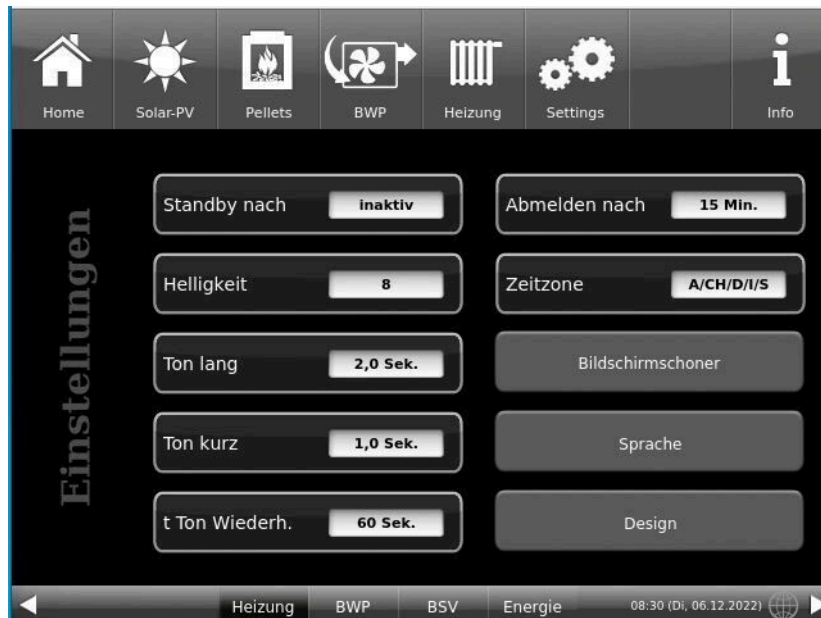 Home
Solar-PV
Pellets
BWP
Heizung
Settings
Info
Einstellungen
Standby nach inaktiv
Abmelden nach 15 Min.
Helligkeit 8
Zeitzone A/CH/D/I/S
Ton lang 2,0 Sek.
Bildschirmschoner
Ton kurz 1,0 Sek.
Sprache
t Ton Wiederh. 60 Sek.
Design
Heizung
BWP
BSV
Energie
08:30 (Di, 06.12.2022)